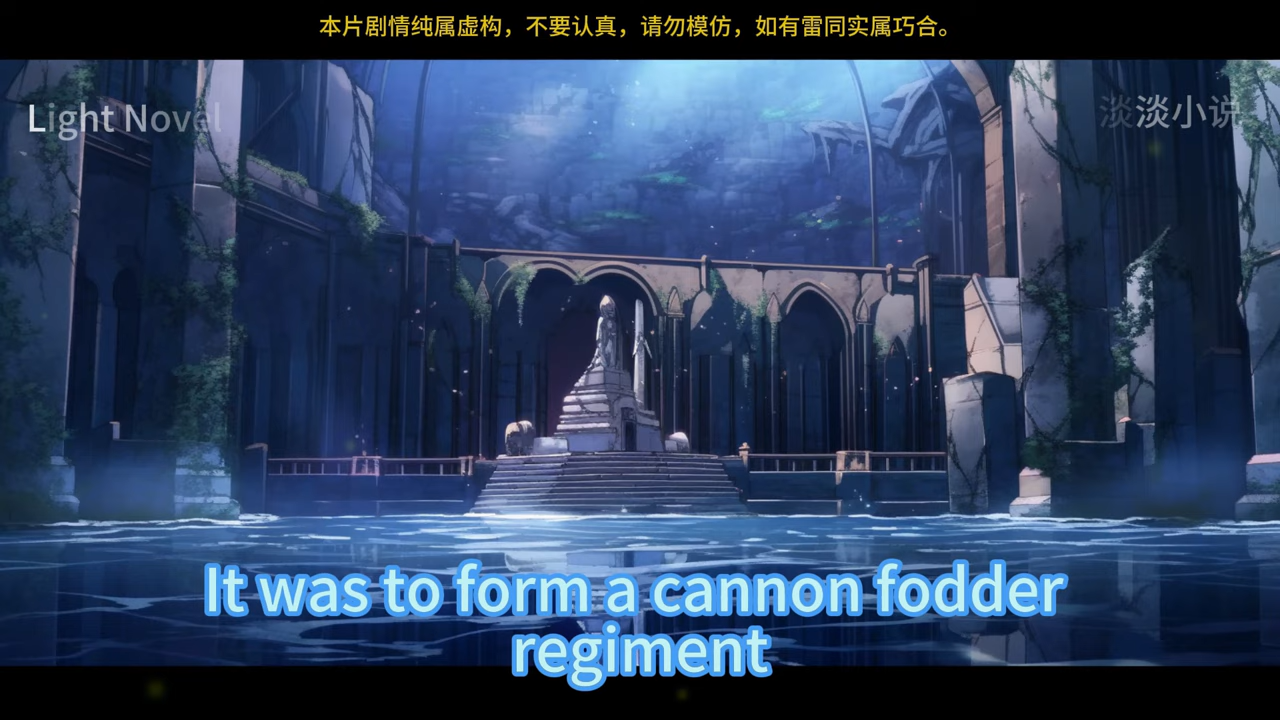 本片剧情纯属虚构，不要认真，请勿模仿，如有雷同实属巧合。
Light Novel
淡淡小说
It was to form a cannon fodder
regiment